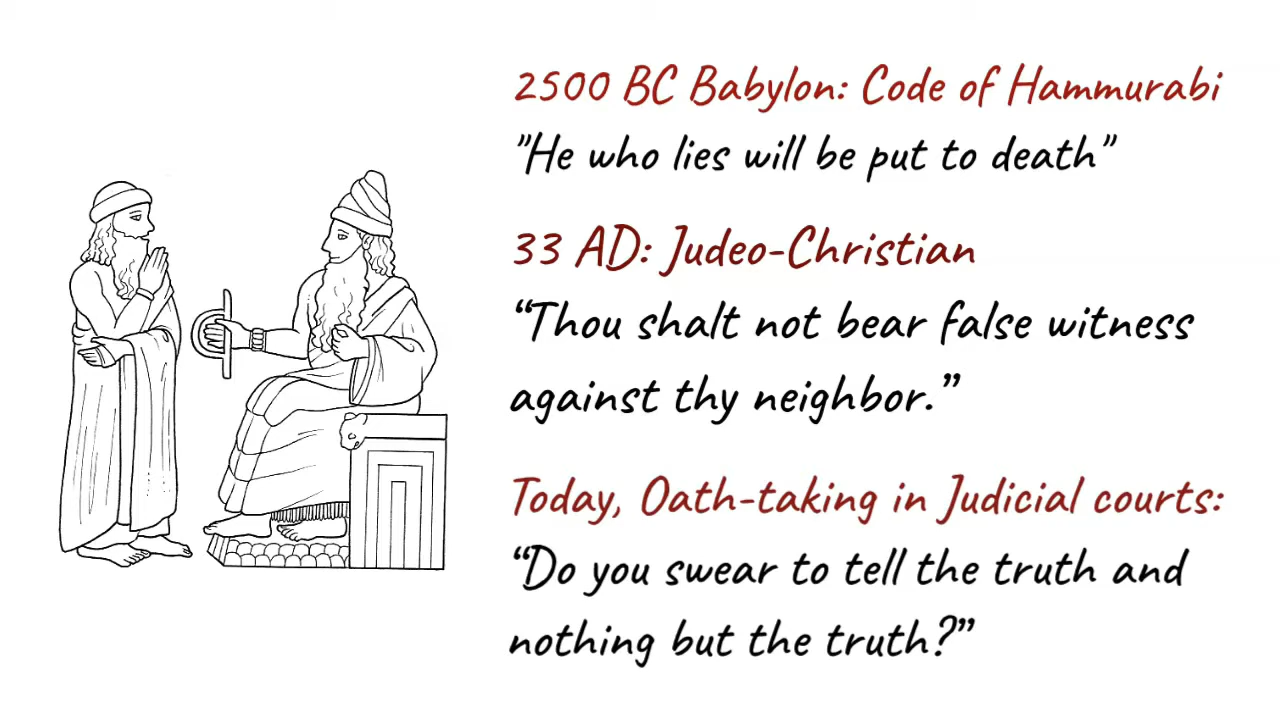 2500 BC Babylon: Code of Hammurabi
"He who lies will be put to death"
33 AD: Judeo-Christian
“Thou shalt not bear false witness
against thy neighbor.”
Today, Oath-taking in Judicial courts:
“Do you swear to tell the truth and
nothing but the truth?”